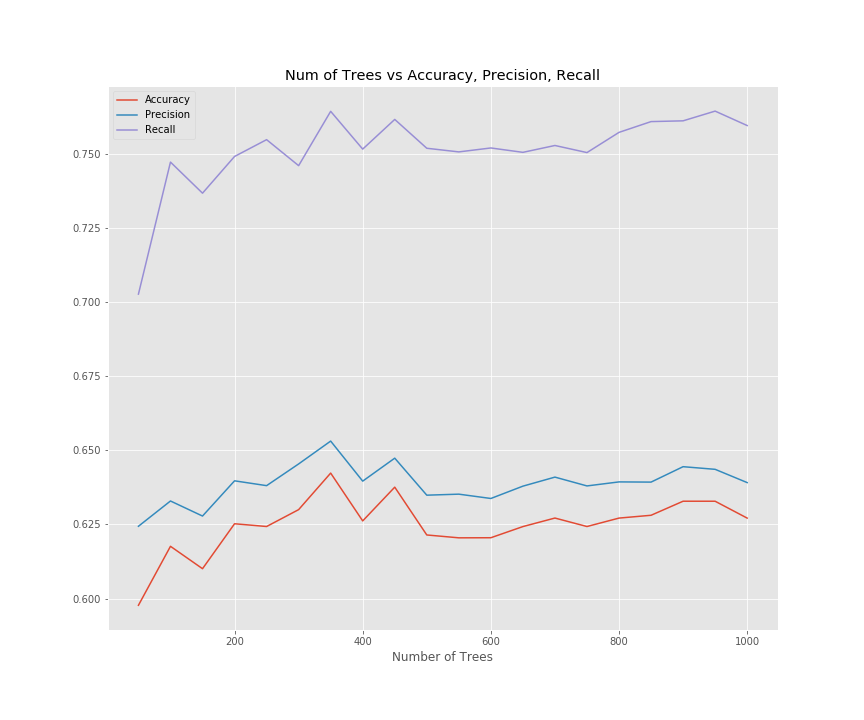 Num of Trees vs Accuracy, Precision, Recall
Accuracy
Precision
Recall
0.750
0.725
0.700
0.675
0.650
0.625
0.600
200 400 600 800 1000
Number of Trees